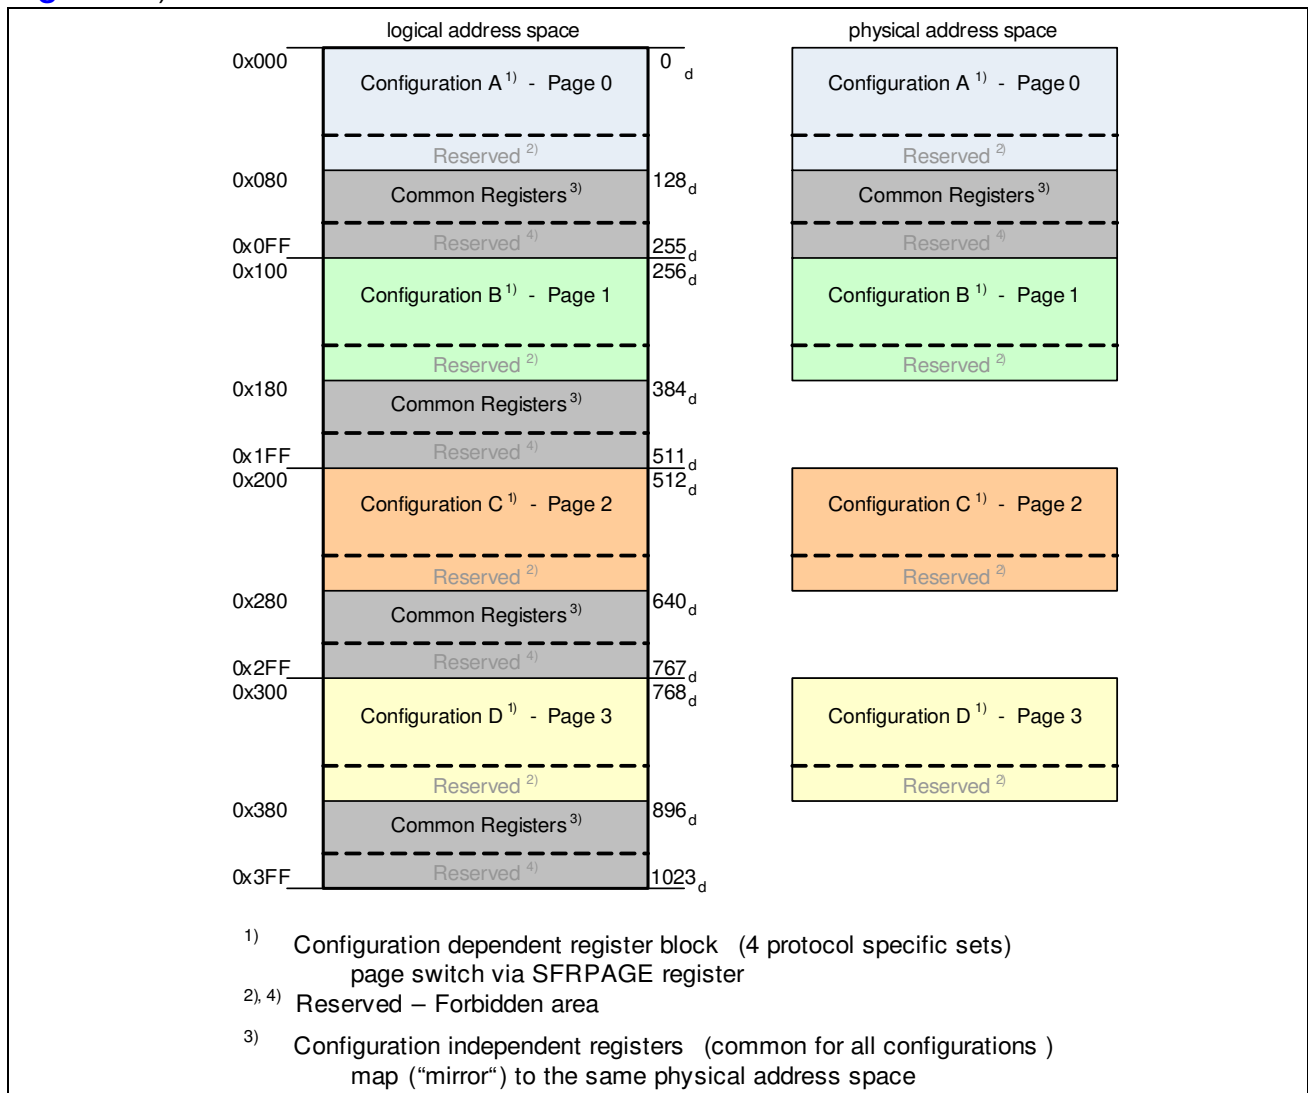 logical address space physical address space
0x000 0 d
Configuration A 1) - Page 0 Configuration A 1) - Page 0
Reserved 2) Reserved 2)
0x080 128 d
Common Registers 3) Common Registers 3)
Reserved 4) Reserved 4)
0x0FF 255 d
0x100 256 d
Configuration B 1) - Page 1 Configuration B 1) - Page 1
Reserved 2) Reserved 2)
0x180 384 d
Common Registers 3)
Reserved 4)
0x1FF 511 d
0x200 512 d
Configuration C 1) - Page 2 Configuration C 1) - Page 2
Reserved 2) Reserved 2)
0x280 640 d
Common Registers 3)
Reserved 4)
0x2FF 767 d
0x300 768 d
Configuration D 1) - Page 3 Configuration D 1) - Page 3
Reserved 2) Reserved 2)
0x380 896 d
Common Registers 3)
Reserved 4)
0x3FF 1023 d
1) Configuration dependent register block (4 protocol specific sets)
page switch via SFRPAGE register
2), 4) Reserved – Forbidden area
3) Configuration independent registers (common for all configurations )
map (“mirror“) to the same physical address space